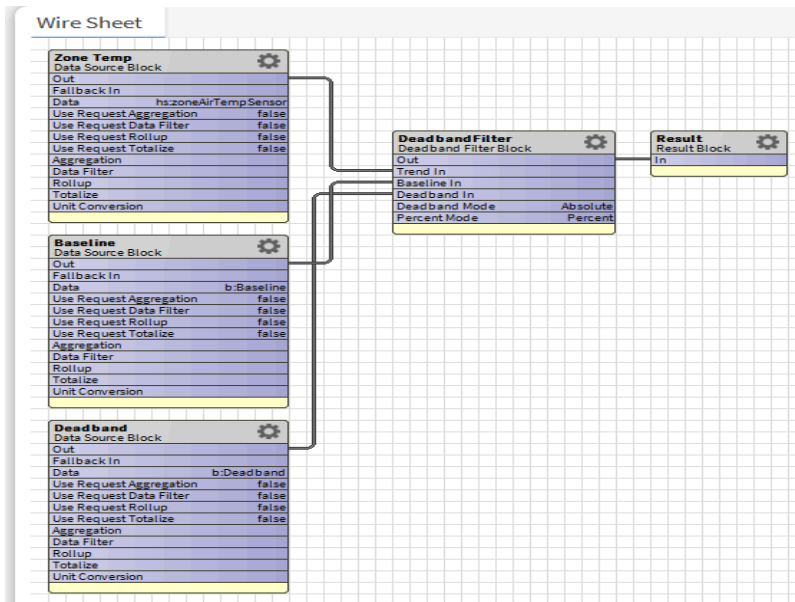 Wire Sheet
Zone Temp
Data Source Block
Out
Fallback In
Data hs:zoneAirTempSensor
Use Request Aggregation false
Use Request Data Filter false
Use Request Rollup false
Use Request Totalize false
Aggregation
Data Filter
Rollup
Totalize
Unit Conversion
Baseline
Data Source Block
Out
Fallback In
Data b:Baseline
Use Request Aggregation false
Use Request Data Filter false
Use Request Rollup false
Use Request Totalize false
Aggregation
Data Filter
Rollup
Totalize
Unit Conversion
Deadband
Data Source Block
Out
Fallback In
Data b:Deadband
Use Request Aggregation false
Use Request Data Filter false
Use Request Rollup false
Use Request Totalize false
Aggregation
Data Filter
Rollup
Totalize
Unit Conversion
DeadbandFilter
Deadband Filter Block
Out
Trend In
Baseline In
Deadband In
Deadband Mode Absolute
Percent Mode Percent
Result
Result Block
In